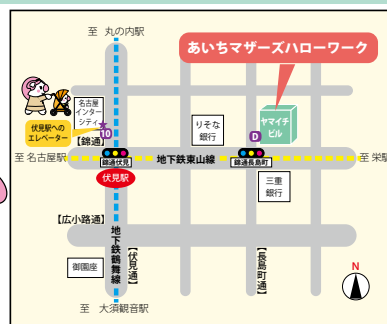 至 丸の内駅
あいちマザーズハローワーク
名古屋
インター
シティ
10
伏見駅への
エレベーター
【錦通】
りそな
銀行
D
ヤマイチ
ビル
至 名古屋駅
錦通伏見
地下鉄東山線
錦通長島町
至 栄駅
伏見駅
三重
銀行
【広小路通】
地下鉄鶴舞線
【伏見通】
【長島町通】
御園座
N
至 大須観音駅